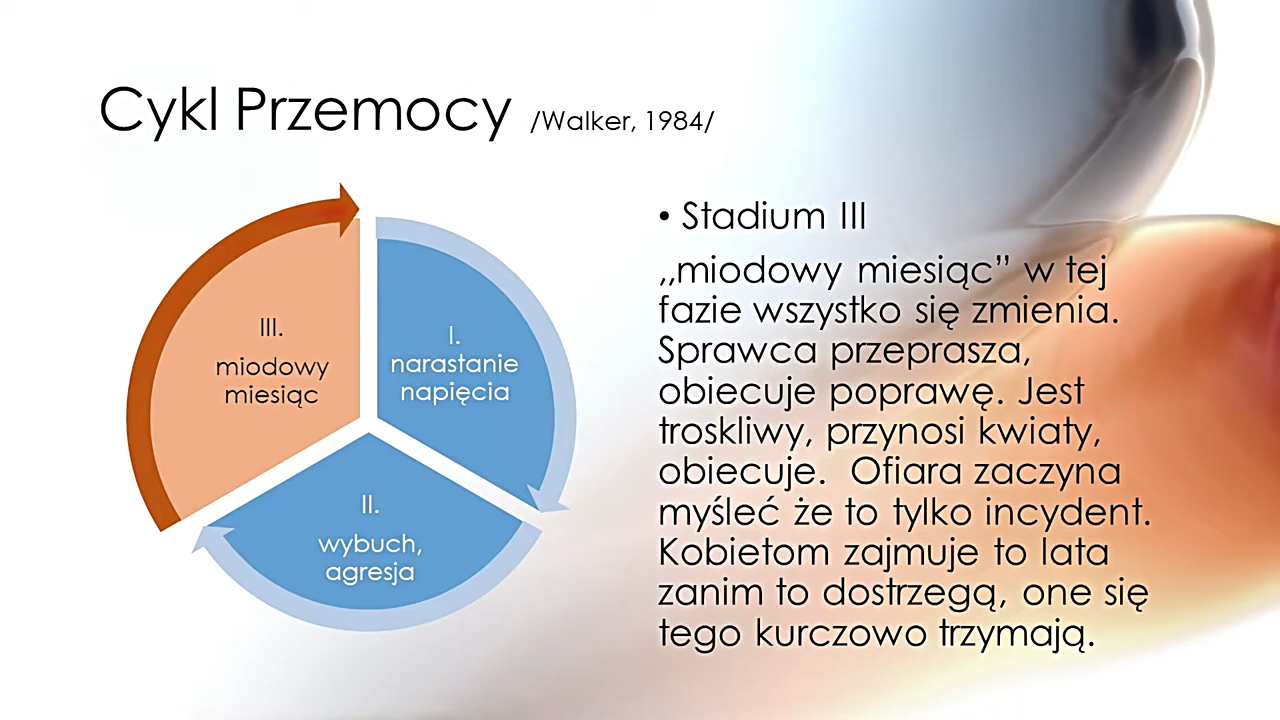 Cykl Przemocy /Walker, 1984/
III.
miodowy
miesiąc
I.
narastanie
napięcia
II.
wybuch,
agresja
• Stadium III
,,miodowy miesiąc” w tej
fazie wszystko się zmienia.
Sprawca przeprasza,
obiecuje poprawę. Jest
troskliwy, przynosi kwiaty,
obiecuje.  Ofiara zaczyna
myśleć że to tylko incydent.
Kobietom zajmuje to lata
zanim to dostrzegą, one się
tego kurczowo trzymają.